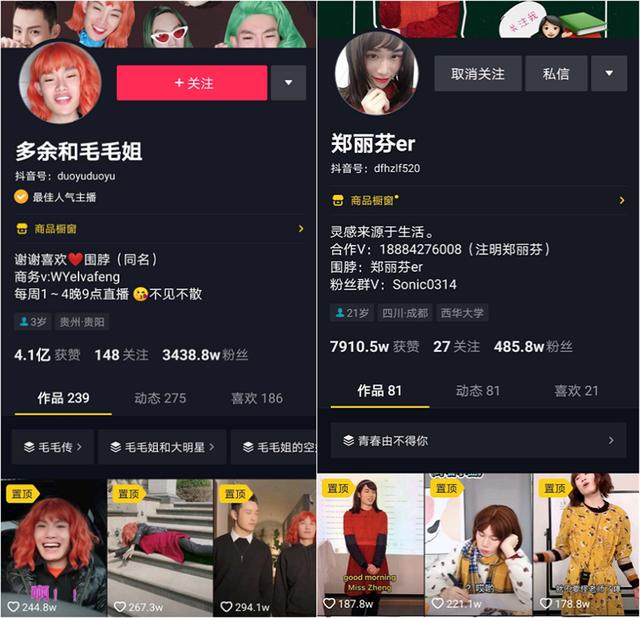 + 关注
多余和毛毛姐
抖音号：duoyuduoyu
最佳人气主播
商品橱窗
谢谢喜欢❤️围脖（同名）
商务v:WYelvafeng
每周1～4晚9点直播 😘不见不散
3岁
贵州·贵阳
4.1亿 获赞 148 关注 3438.8w 粉丝
作品 239 动态 275 喜欢 186
毛毛传
毛毛姐和大明星
毛毛姐的空
置顶
啊！！
244.8w
置顶
267.3w
置顶
294.1w
关注我
取消关注
私信
郑丽芬er
抖音号：dfhzlf520
商品橱窗
灵感来源于生活。
合作V：18884276008（注明郑丽芬）
围脖：郑丽芬er
粉丝群V：Sonic0314
21岁
四川·成都
西华大学
7910.5w 获赞 27 关注 485.8w 粉丝
作品 81 动态 81 喜欢 21
青春由不得你
置顶
good morning
Miss Zheng
187.8w
置顶
？哎哟
221.1w
置顶
178.8w